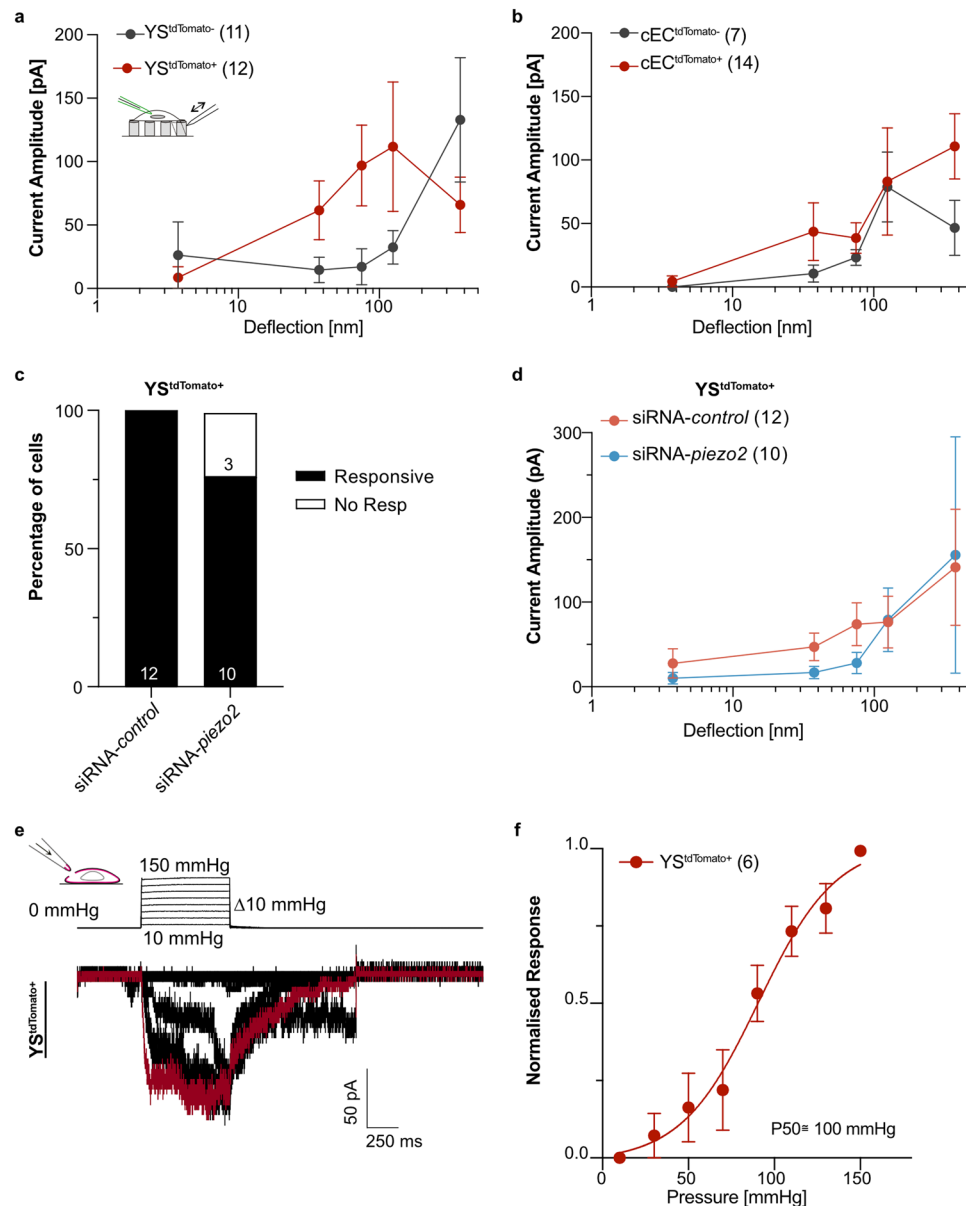 a
YS^tdTomato- (11)
YS^tdTomato+ (12)
Current Amplitude [pA]
200
150
100
50
0
1
10
100
Deflection [nm]
b
cEC^tdTomato- (7)
cEC^tdTomato+ (14)
Current Amplitude [pA]
200
150
100
50
0
1
10
100
Deflection [nm]
c
YS^tdTomato+
Percentage of cells
100
50
0
12
3
10
Responsive
No Resp
siRNA-control
siRNA-piezo2
d
YS^tdTomato+
siRNA-control (12)
siRNA-piezo2 (10)
Current Amplitude (pA)
300
200
150
100
50
0
1
10
100
Deflection [nm]
e
150 mmHg
0 mmHg
Δ10 mmHg
10 mmHg
YS^tdTomato+
50 pA
250 ms
f
YS^tdTomato+ (6)
Normalised Response
1.0
0.5
0.0
P50≅ 100 mmHg
0
50
100
150
Pressure [mmHg]